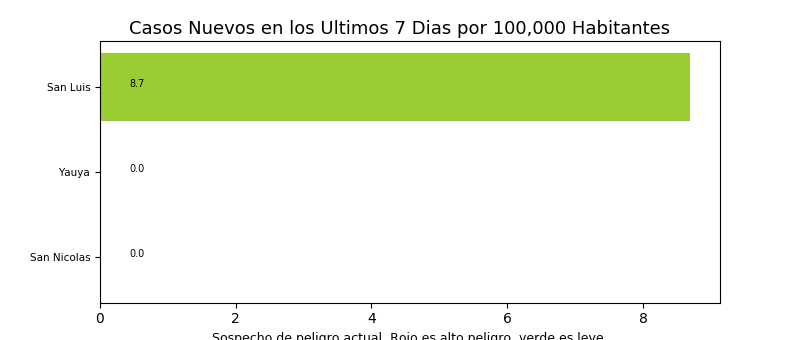 Casos Nuevos en los Ultimos 7 Dias por 100,000 Habitantes
San Luis
8.7
Yauya
0.0
San Nicolas
0.0
0 2 4 6 8
Sospecho de peligro actual. Rojo es alto peligro, verde es leve